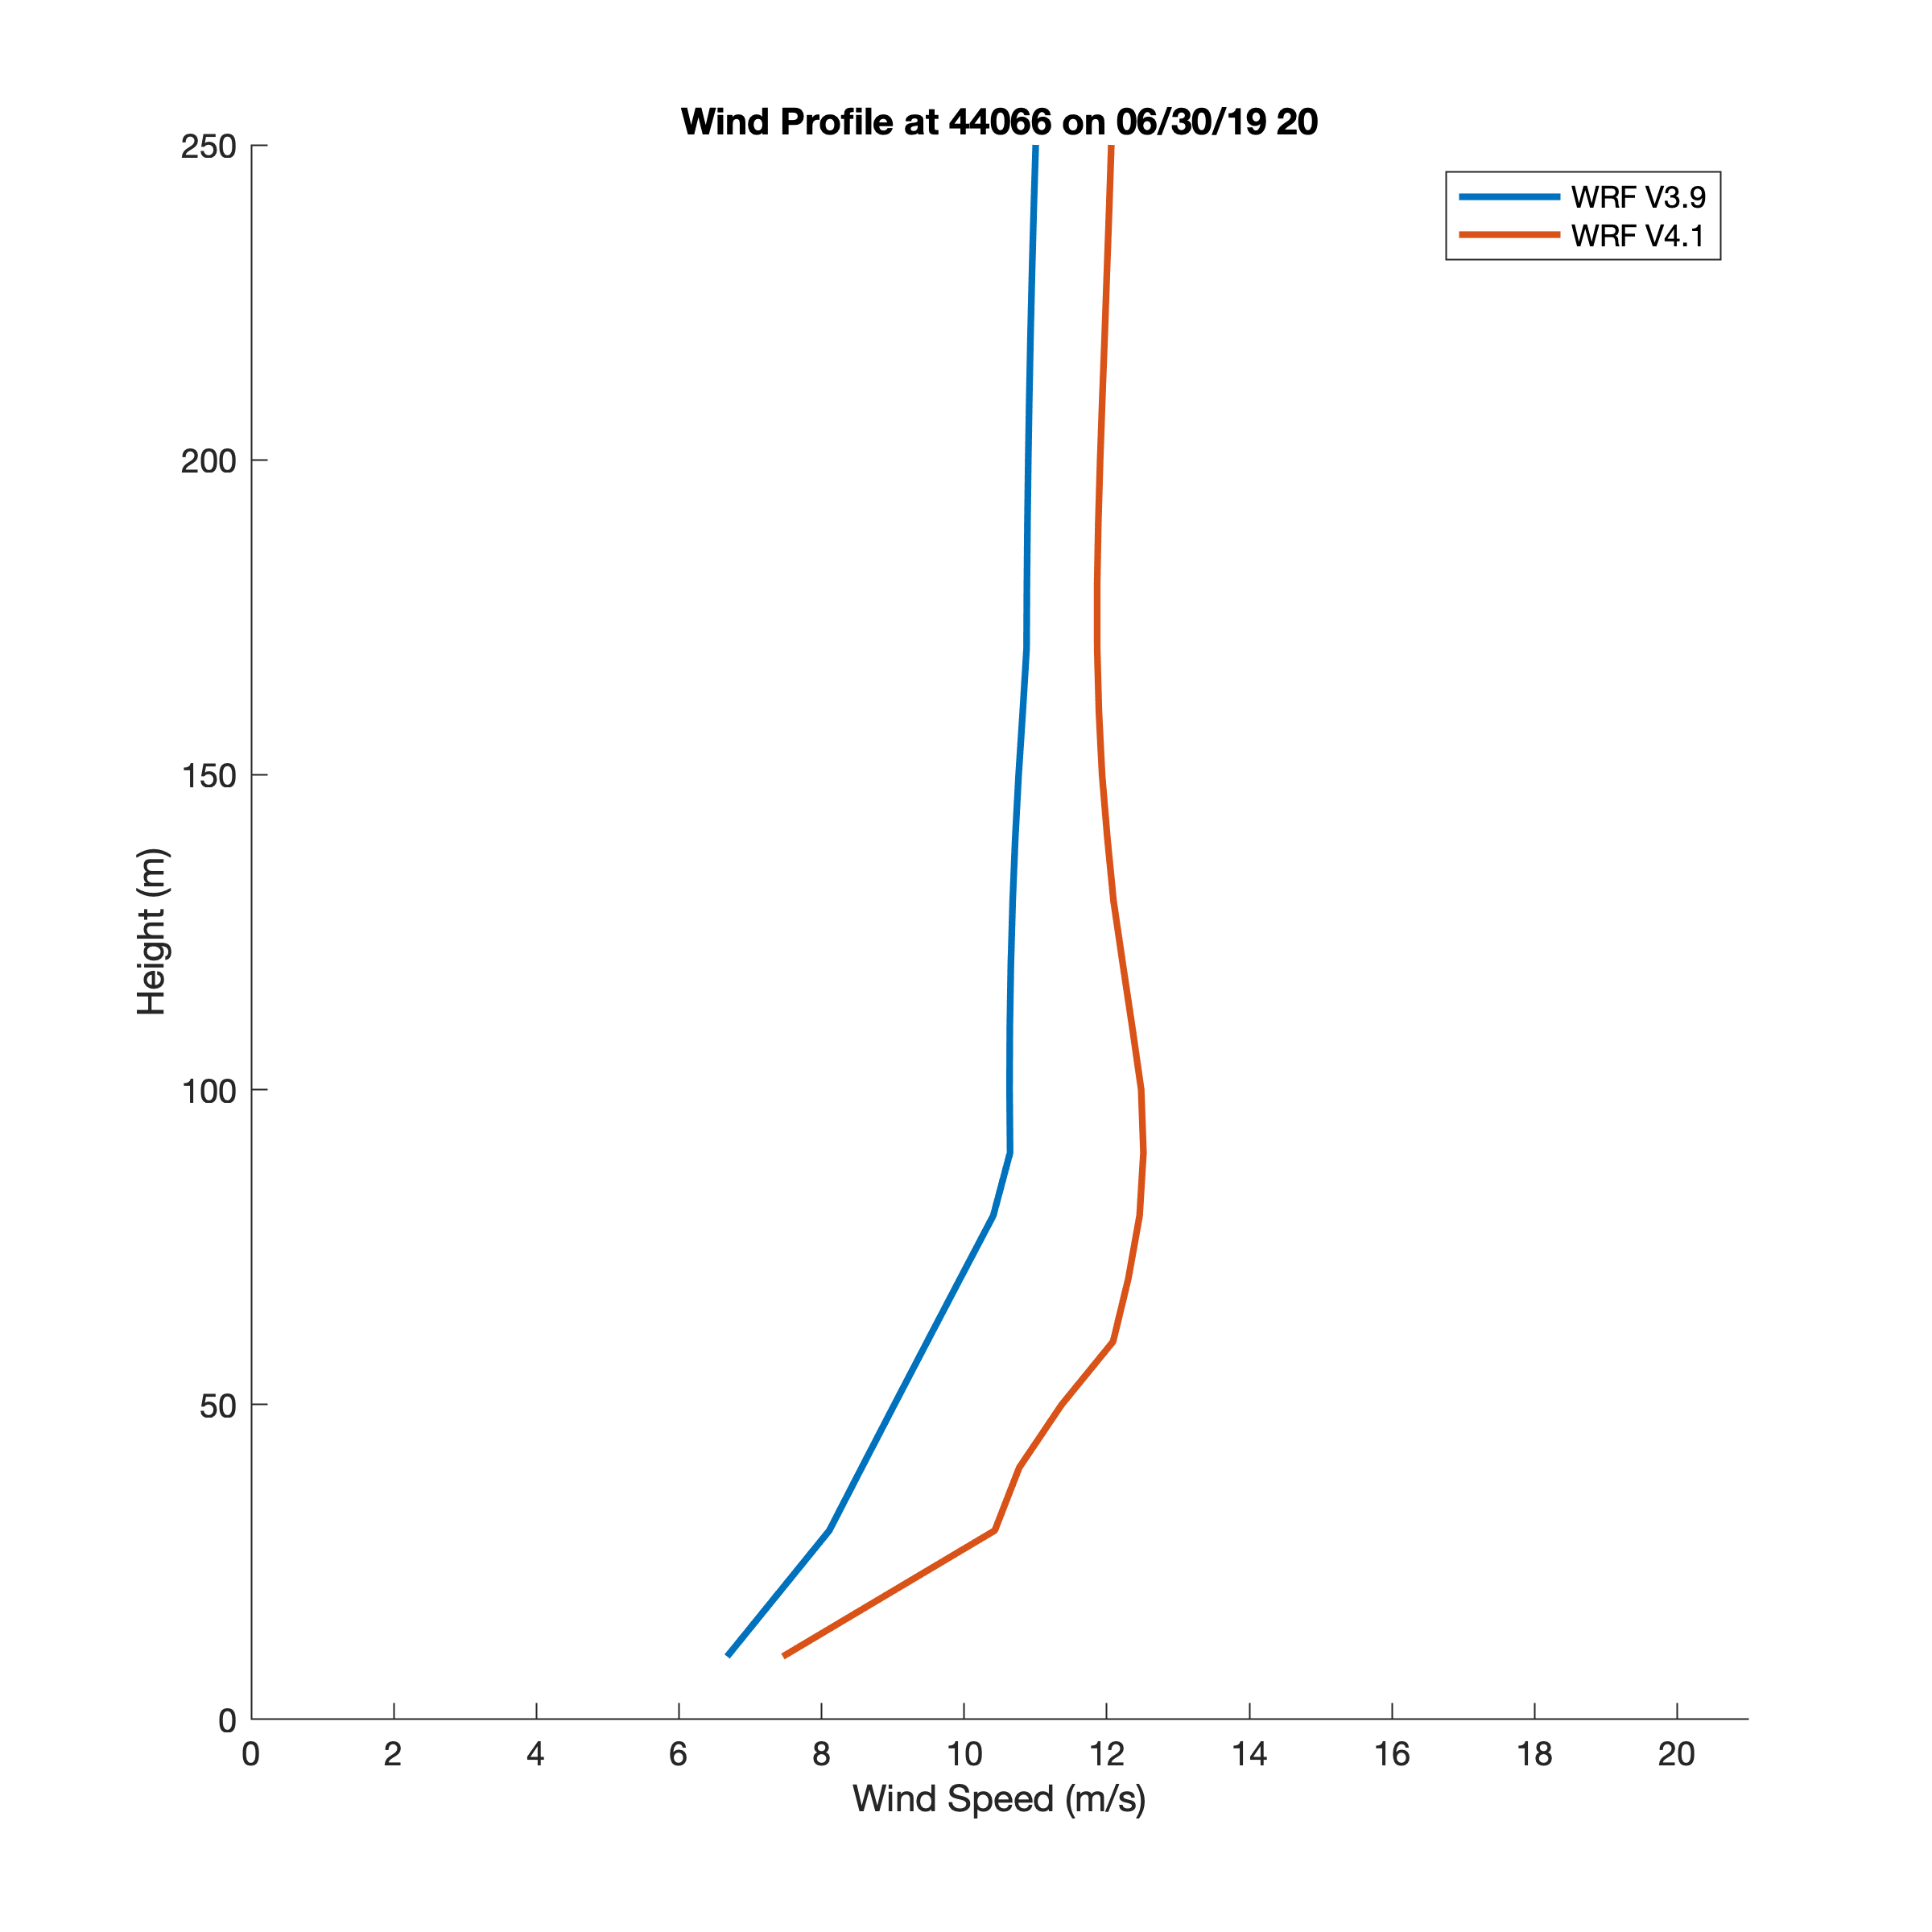 Wind Profile at 44066 on 06/30/19 20
250
200
150
100
50
0
Height (m)
WRF V3.9
WRF V4.1
0 2 4 6 8 10 12 14 16 18 20
Wind Speed (m/s)